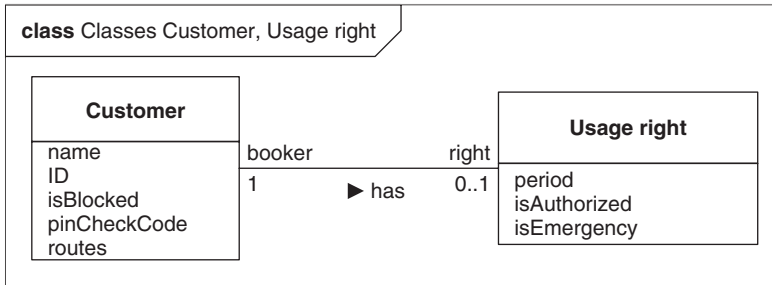 class Classes Customer, Usage right
Customer
name
ID
isBlocked
pinCheckCode
routes
booker
right
1
▶ has
0..1
Usage right
period
isAuthorized
isEmergency